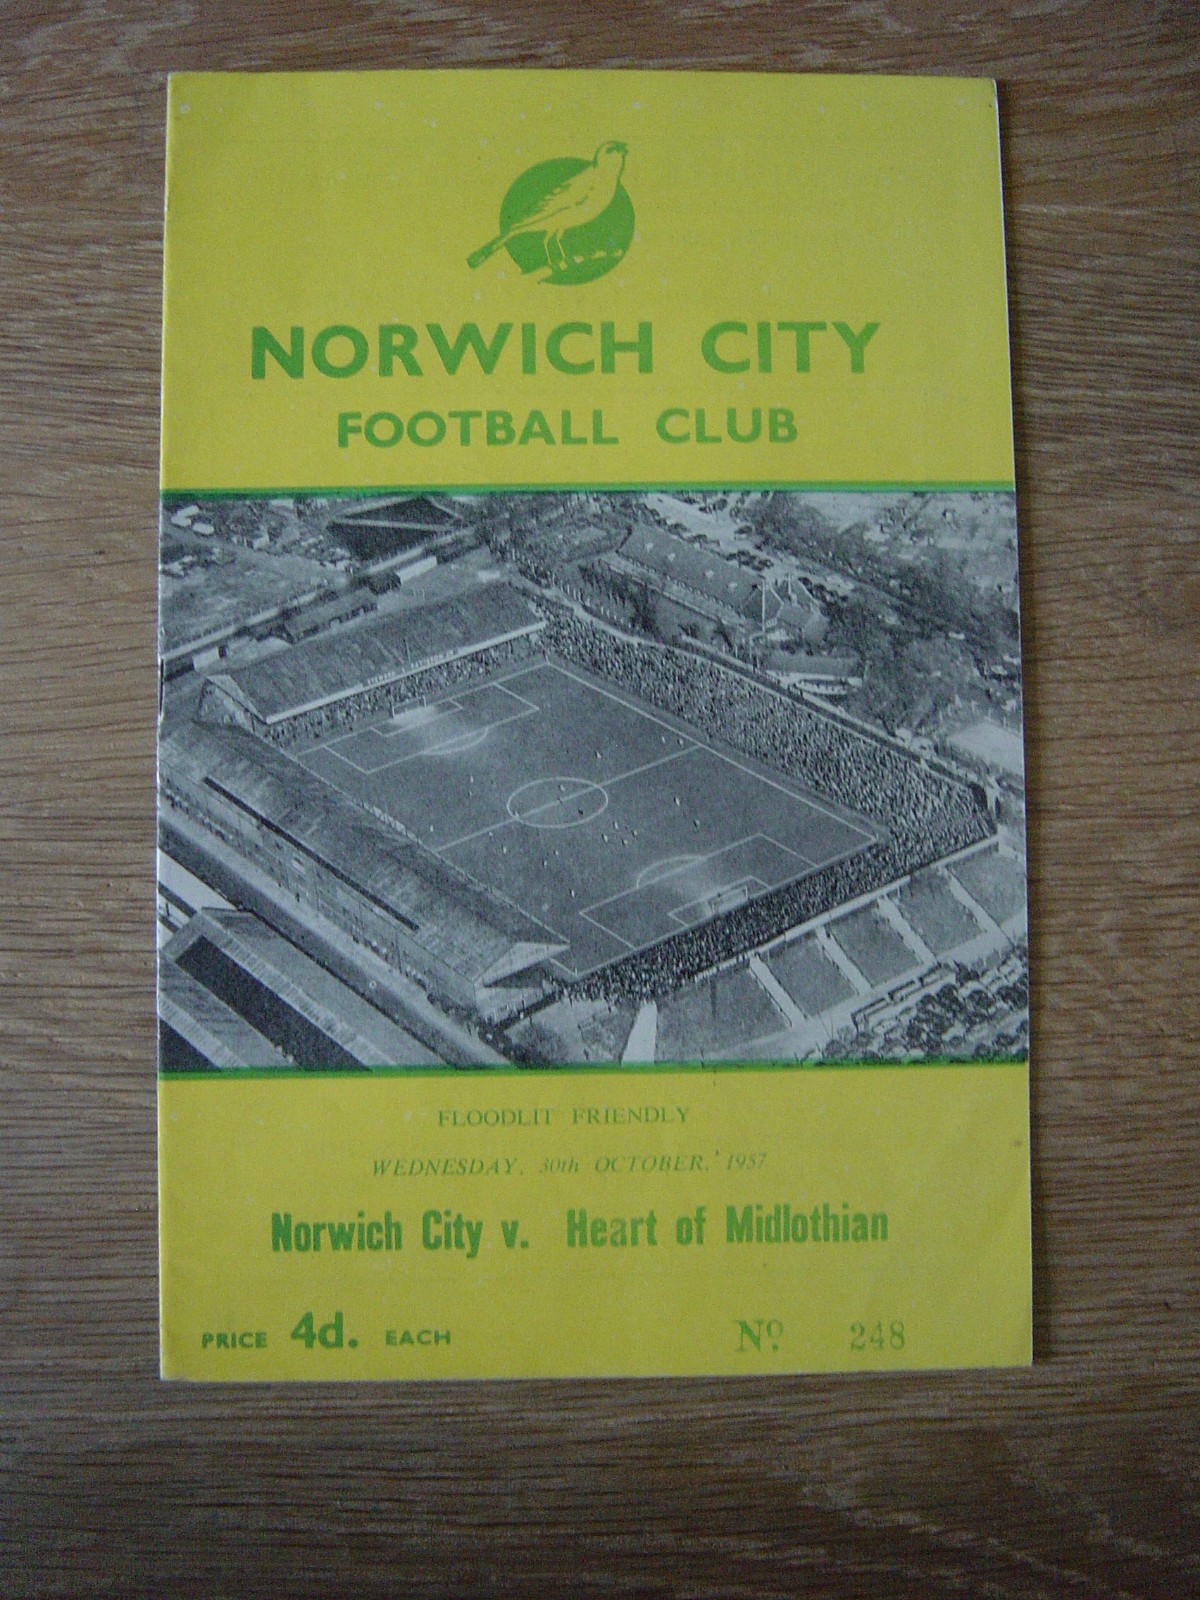 NORWICH CITY
FOOTBALL CLUB
FLOODLIT FRIENDLY
WEDNESDAY, 30th OCTOBER, 1957
Norwich City v. Heart of Midlothian
PRICE 4d. EACH
No. 248